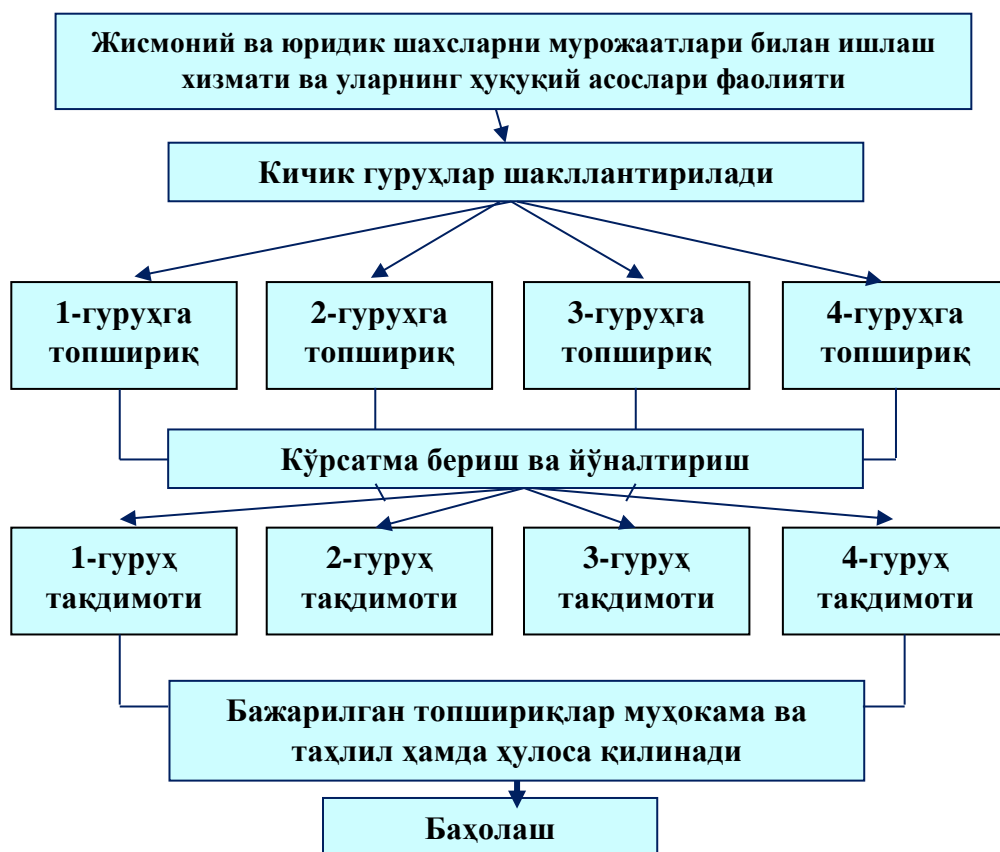 Жисмоний ва юридик шахсларни мурожаатлари билан ишлаш
хизмати ва уларнинг ҳуқуқий асослари фаолияти
Кичик гуруҳлар шакллантирилади
1-гуруҳга
топшириқ
2-гуруҳга
топшириқ
3-гуруҳга
топшириқ
4-гуруҳга
топшириқ
Кўрсатма бериш ва йўналтириш
1-гуруҳ
тақдимоти
2-гуруҳ
тақдимоти
3-гуруҳ
тақдимоти
4-гуруҳ
тақдимоти
Бажарилган топшириқлар муҳокама ва
таҳлил ҳамда ҳулоса қилинади
Баҳолаш